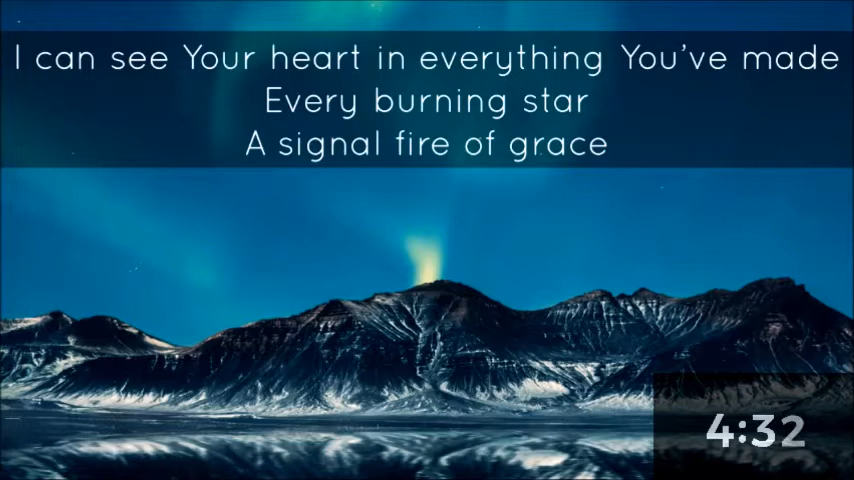 I can see Your heart in everything You've made
Every burning star
A signal fire of grace
4:32